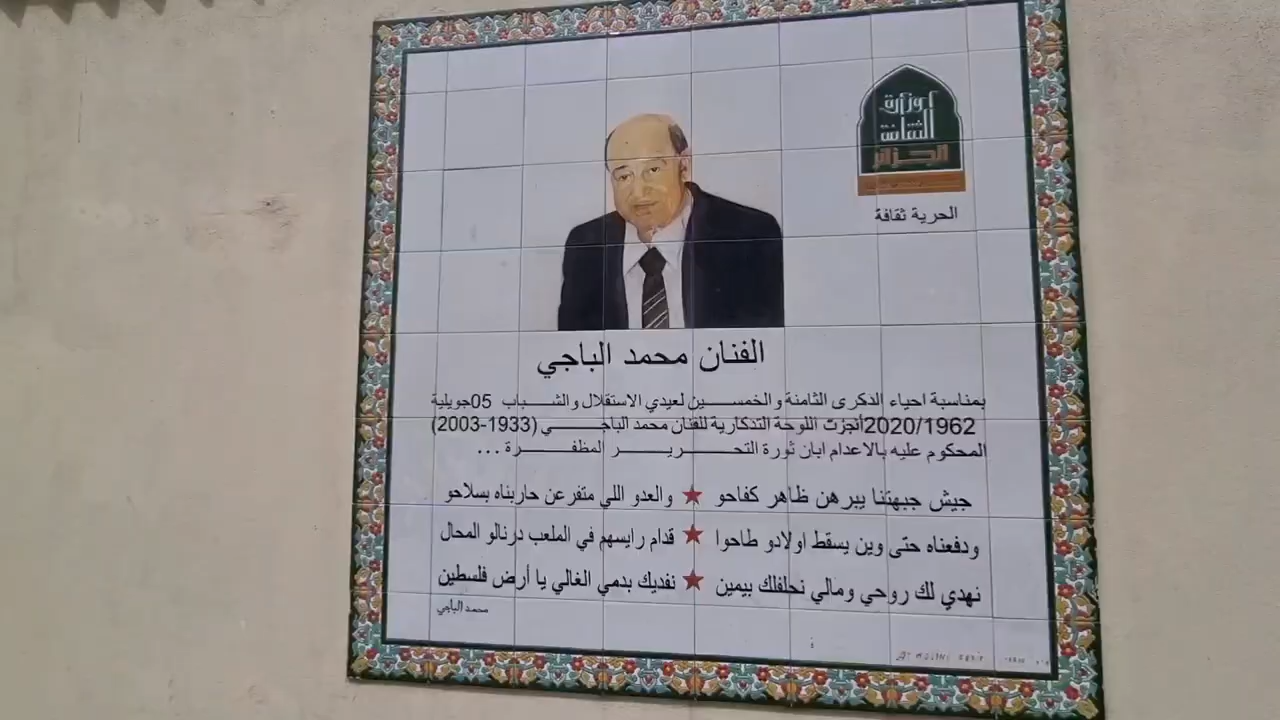 وزارة
الثقافة
الجزائر
الحرية ثقافة
الفنان محمد الباجي
بمناسبة احياء الدكرى الثامنة والخمسين لعيدي الاستقلال والشباب 05جويلية
2020/1962أنجزت اللوحة التدكارية للفنان محمد الباجي (1933-2003)
المحكوم عليه بالاعدام ابان ثورة التحرير المظفرة ...
جيش جبهتنا يبرهن ظاهر كفاحو ★ والعدو اللي متفرعن حاربناه بسلاحو
ودفعناه حتى وين يسقط اولادو طاحوا ★ قدام رايسهم في الملعب درنالو المحال
نهدي لك روحي ومالي نحلفلك بيمين ★ نفديك بدمي الغالي يا أرض فلسطين
محمد الباجي